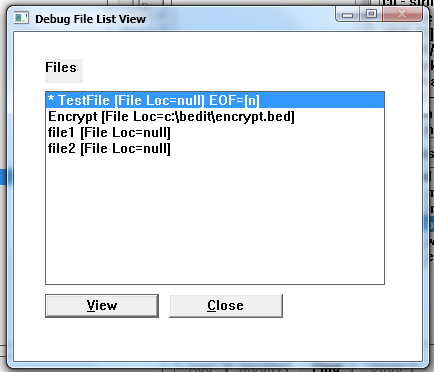 Debug File List View
Files
* TestFile [File Loc=null] EOF=[n]
Encrypt [File Loc=c:\bedit\encrypt.bed]
file1 [File Loc=null]
file2 [File Loc=null]
View Close